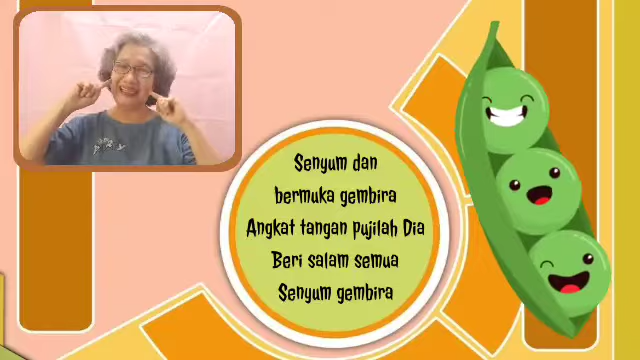 Senyum dan
bermuka gembira
Angkat tangan pujilah Dia
Beri salam semua
Senyum gembira